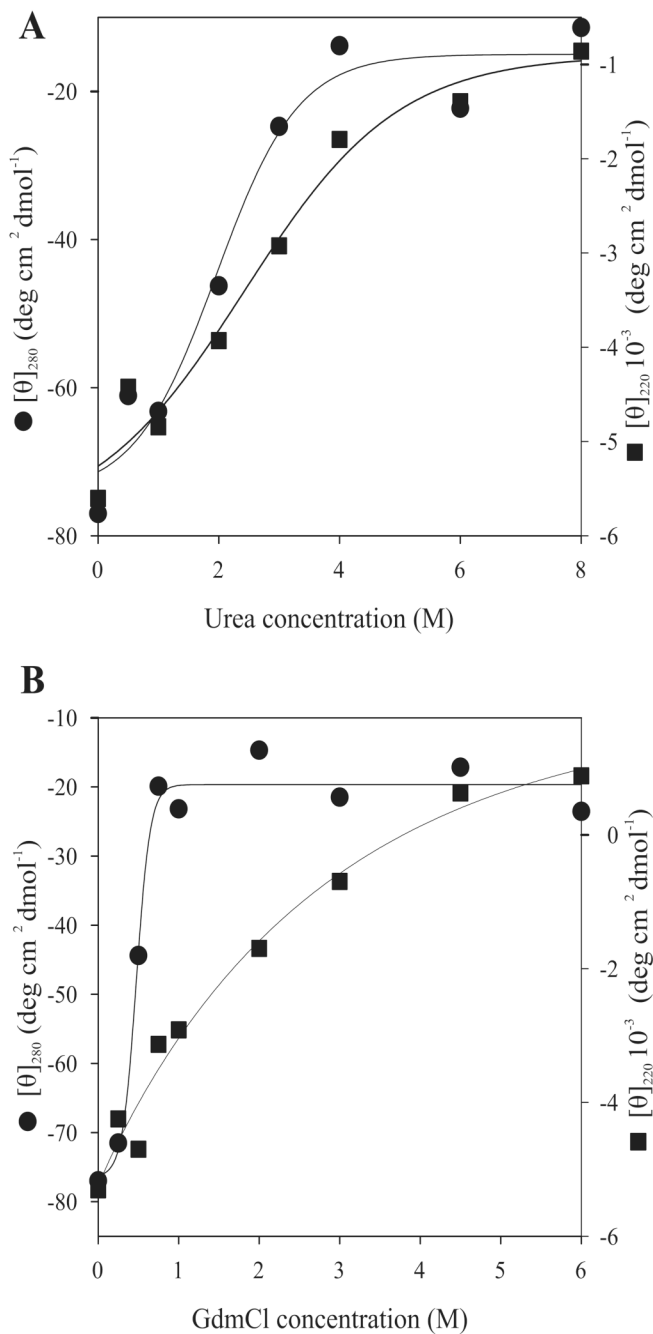 A
-20
-40
-60
-80
-1
-2
-3
-4
-5
-6
[θ]280 (deg cm 2 dmol-1)
[θ]220 10-3 (deg cm 2 dmol-1)
0 2 4 6 8
Urea concentration (M)
B
-10
-20
-30
-40
-50
-60
-70
-80
0
-2
-4
-6
[θ]280 (deg cm 2 dmol-1)
[θ]220 10-3 (deg cm 2 dmol-1)
0 1 2 3 4 5 6
GdmCl concentration (M)